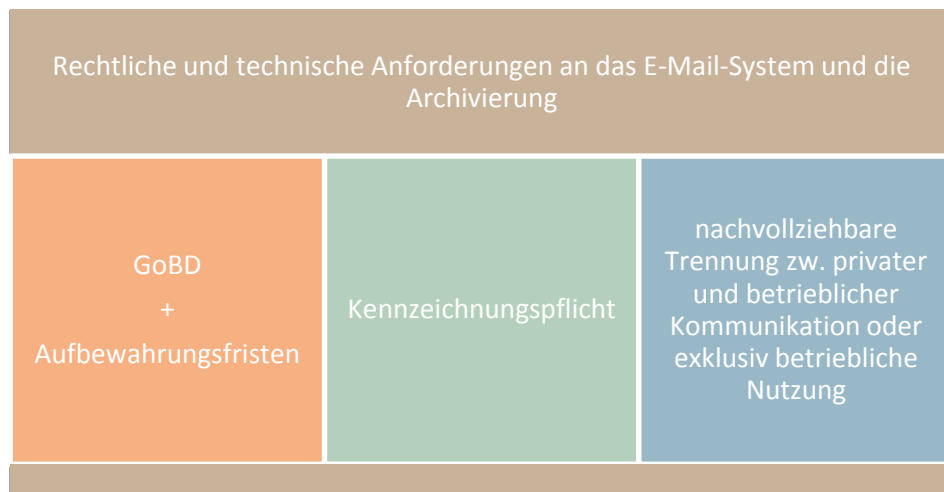 Rechtliche und technische Anforderungen an das E-Mail-System und die
Archivierung
GoBD
+
Aufbewahrungsfristen
Kennzeichnungspflicht
nachvollziehbare
Trennung zw. privater
und betrieblicher
Kommunikation oder
exklusiv betriebliche
Nutzung